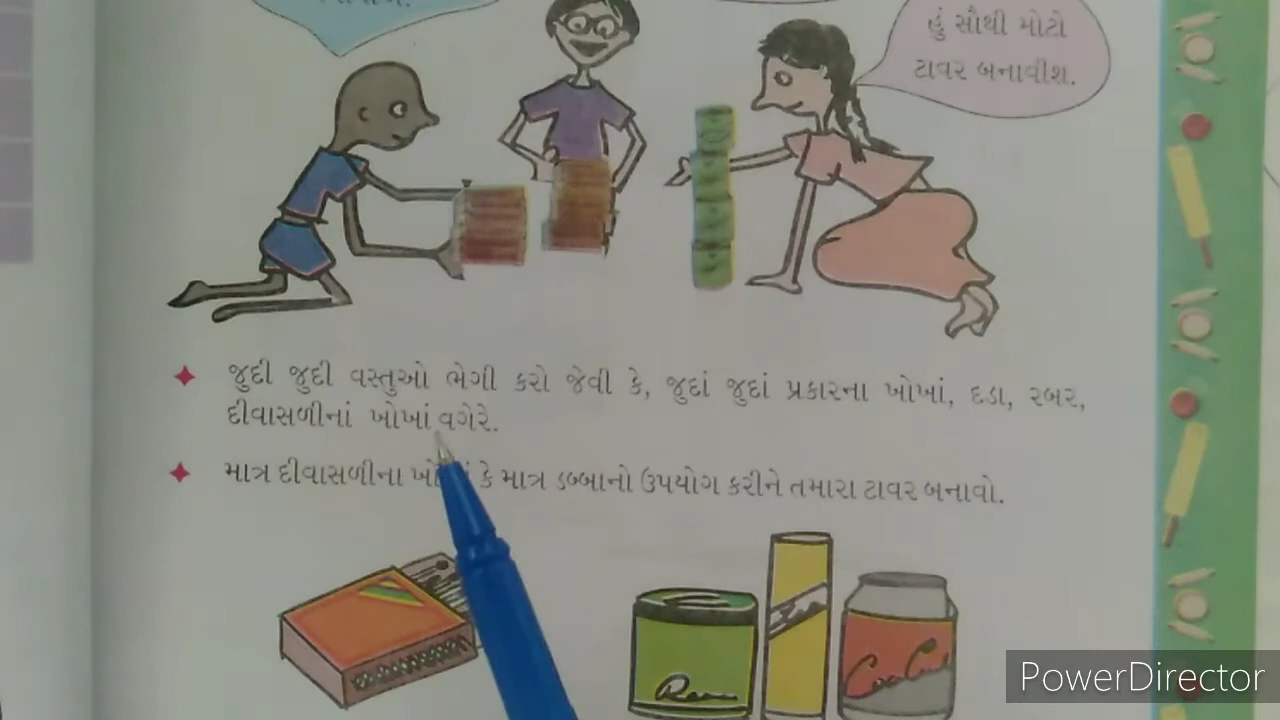 હું સૌથી મોટો
ટાવર બનાવીશ.
જુદી જુદી વસ્તુઓ ભેગી કરો જેવી કે, જુદાં જુદાં પ્રકારના ખોખાં, દડા, રબર,
દીવાસળીનાં ખોખાં વગેરે.
માત્ર દીવાસળીના કે માત્ર ડબ્બાનો ઉપયોગ કરીને તમારા ટાવર બનાવો.
PowerDirector